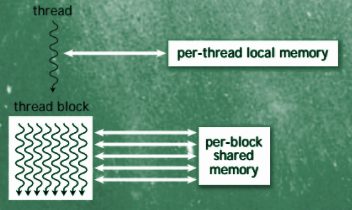 thread
per-thread local memory
thread block
per-block
shared
memory